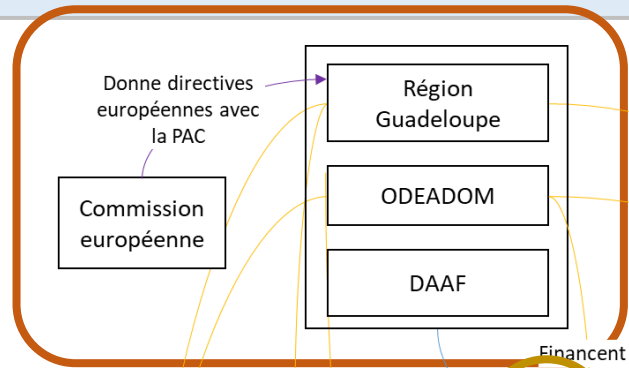 Donne directives
européennes avec
la PAC
Commission
européenne
Région
Guadeloupe
ODEADOM
DAAF
Financent